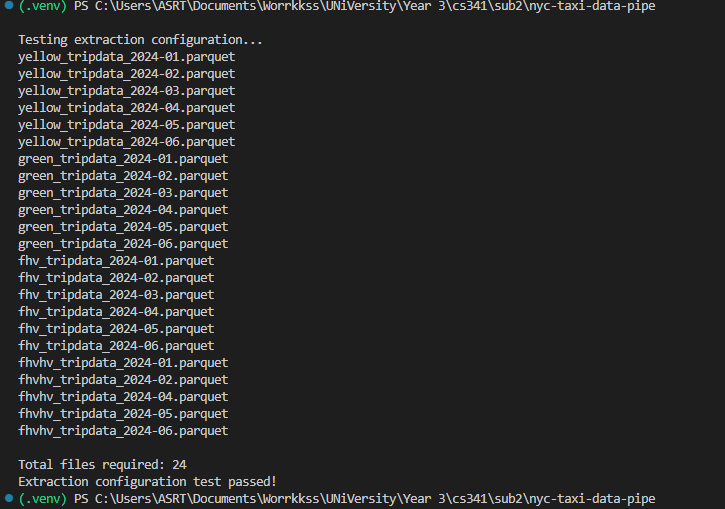 (.venv) PS C:\Users\ASRT\Documents\Worrkkss\UNiVersity\Year 3\cs341\sub2\nyc-taxi-data-pipe
Testing extraction configuration...
yellow_tripdata_2024-01.parquet
yellow_tripdata_2024-02.parquet
yellow_tripdata_2024-03.parquet
yellow_tripdata_2024-04.parquet
yellow_tripdata_2024-05.parquet
yellow_tripdata_2024-06.parquet
green_tripdata_2024-01.parquet
green_tripdata_2024-02.parquet
green_tripdata_2024-03.parquet
green_tripdata_2024-04.parquet
green_tripdata_2024-05.parquet
green_tripdata_2024-06.parquet
fhv_tripdata_2024-01.parquet
fhv_tripdata_2024-02.parquet
fhv_tripdata_2024-03.parquet
fhv_tripdata_2024-04.parquet
fhv_tripdata_2024-05.parquet
fhv_tripdata_2024-06.parquet
fhvhv_tripdata_2024-01.parquet
fhvhv_tripdata_2024-02.parquet
fhvhv_tripdata_2024-04.parquet
fhvhv_tripdata_2024-05.parquet
fhvhv_tripdata_2024-06.parquet
Total files required: 24
Extraction configuration test passed!
(.venv) PS C:\Users\ASRT\Documents\Worrkkss\UNiVersity\Year 3\cs341\sub2\nyc-taxi-data-pipe